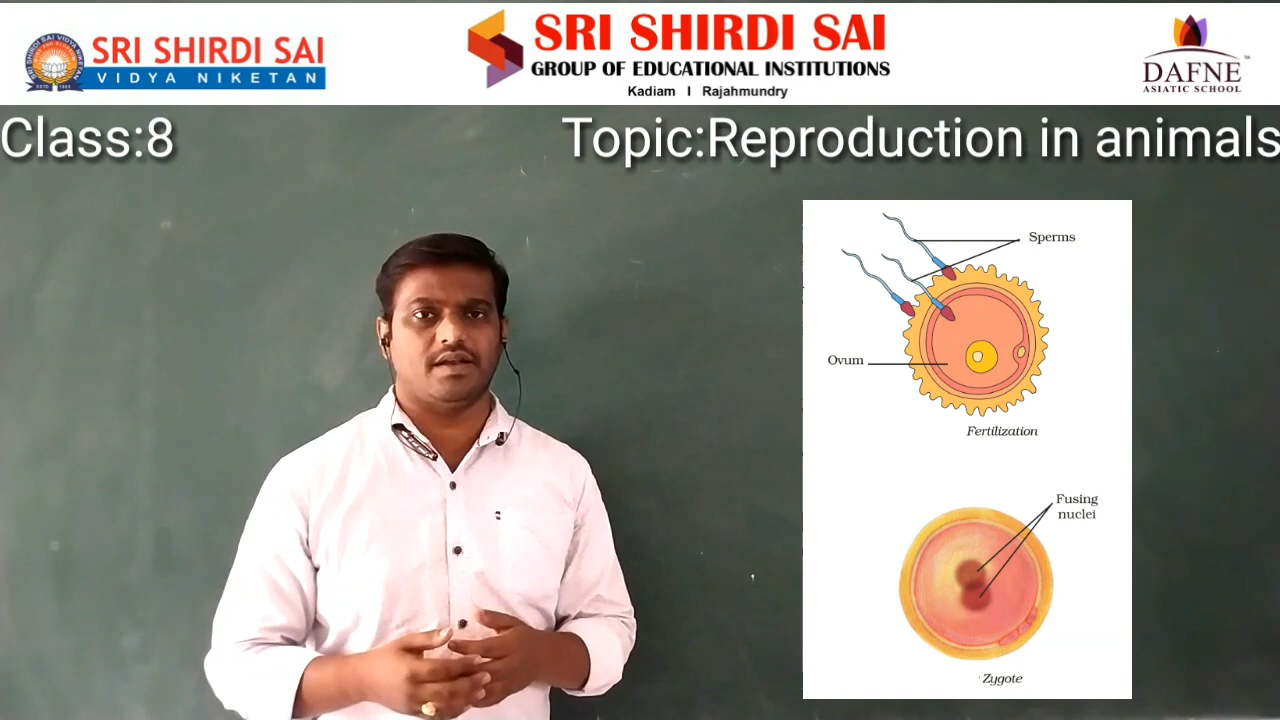 SRI SHIRDI SAI
VIDYA NIKETAN
SRI SHIRDI SAI
GROUP OF EDUCATIONAL INSTITUTIONS
Kadiam I Rajahmundry
DAFNE
ASIATIC SCHOOL
Class:8
Topic:Reproduction in animals
Sperms
Ovum
Fertilization
Fusing
nuclei
Zygote